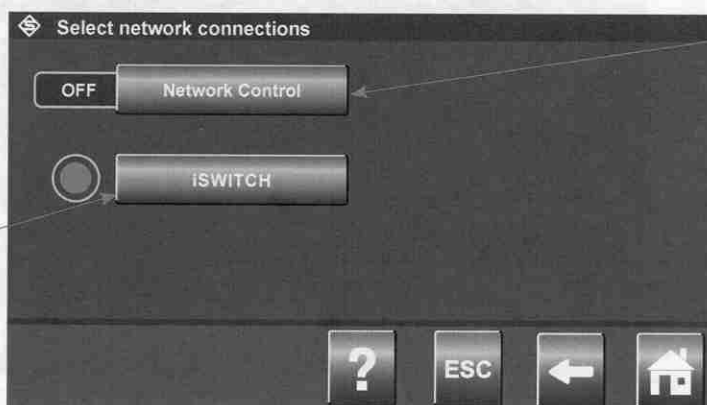 Select network connections
OFF
Network Control
iSWITCH
?
ESC